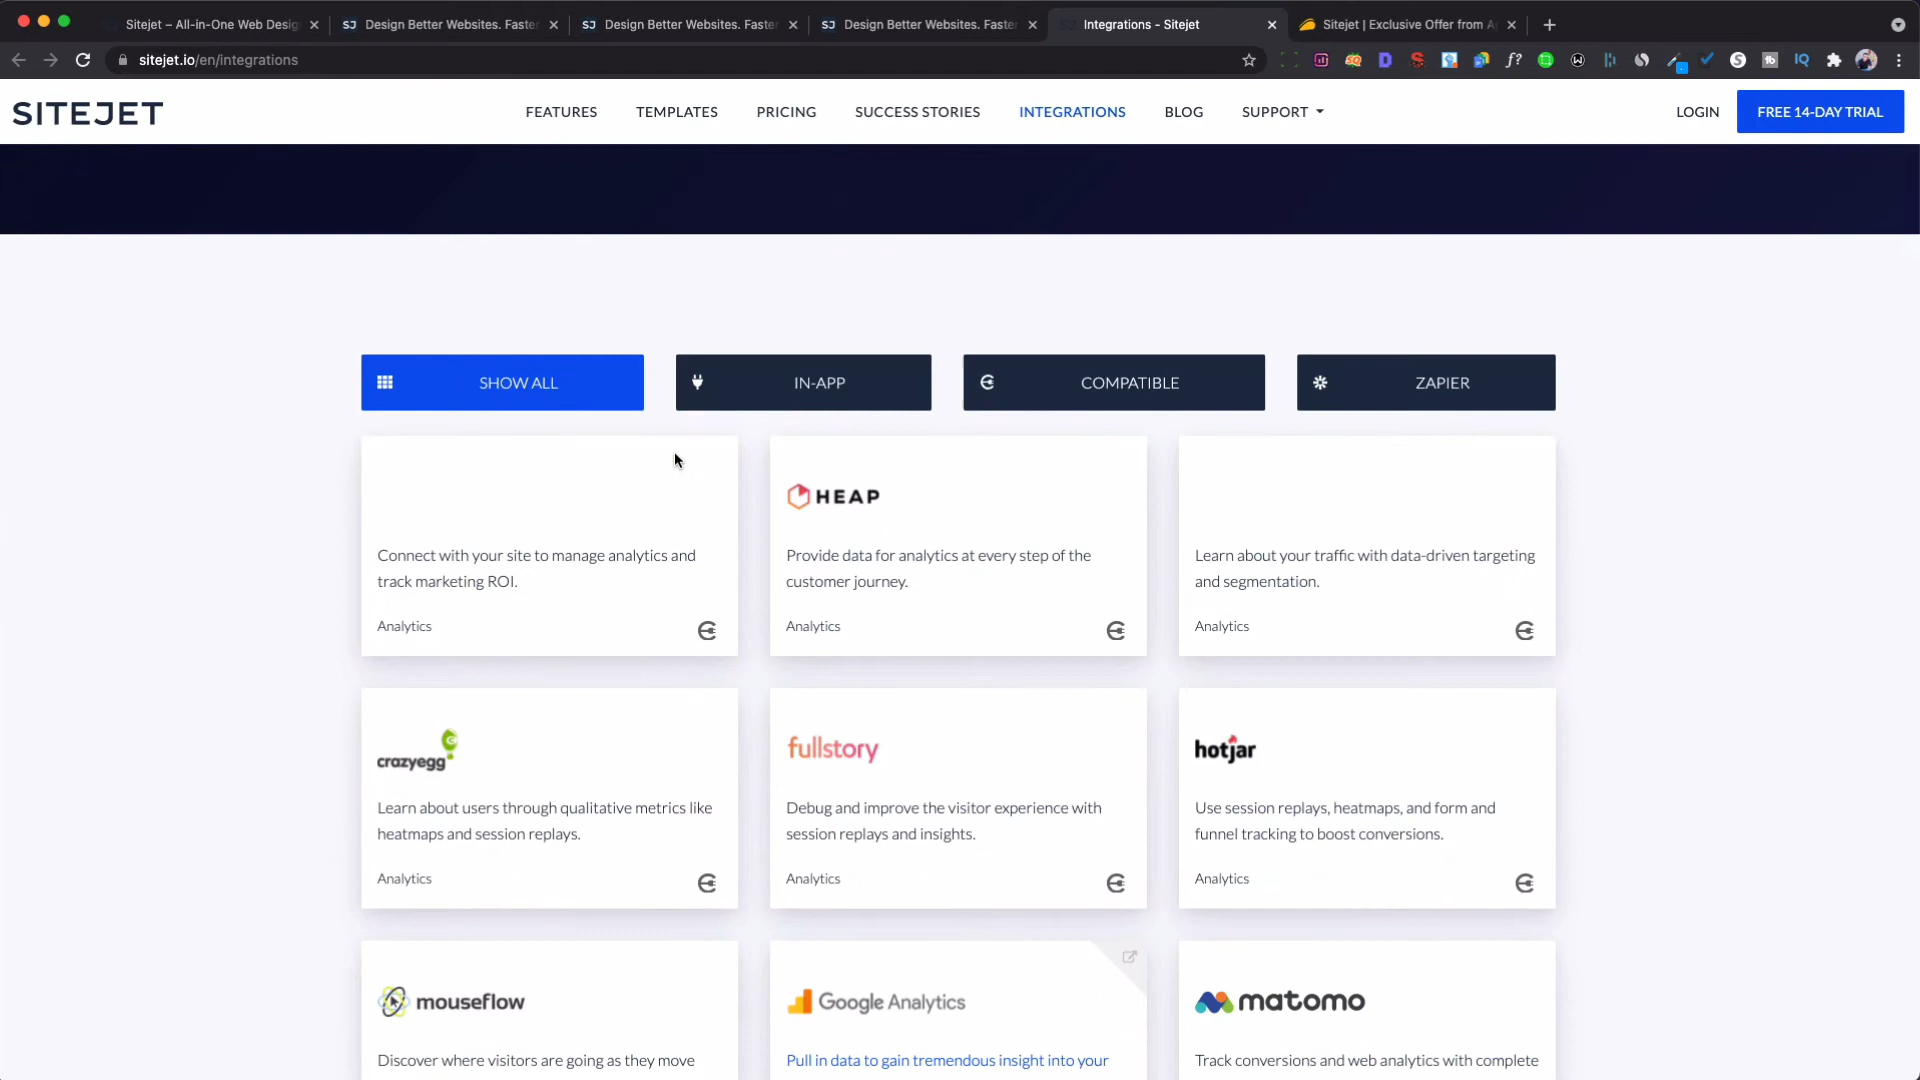 Sitejet – All-in-One Web Desig
Design Better Websites. Faster
Design Better Websites. Faster
Design Better Websites. Faster
Integrations - Sitejet
Sitejet | Exclusive Offer from A
sitejet.io/en/integrations
SITEJET
FEATURES
TEMPLATES
PRICING
SUCCESS STORIES
INTEGRATIONS
BLOG
SUPPORT
LOGIN
FREE 14-DAY TRIAL
SHOW ALL
IN-APP
COMPATIBLE
ZAPIER
Connect with your site to manage analytics and
track marketing ROI.
Analytics
HEAP
Provide data for analytics at every step of the
customer journey.
Analytics
Learn about your traffic with data-driven targeting
and segmentation.
Analytics
crazyegg
Learn about users through qualitative metrics like
heatmaps and session replays.
Analytics
fullstory
Debug and improve the visitor experience with
session replays and insights.
Analytics
hotjar
Use session replays, heatmaps, and form and
funnel tracking to boost conversions.
Analytics
mouseflow
Discover where visitors are going as they move
Google Analytics
Pull in data to gain tremendous insight into your
matomo
Track conversions and web analytics with complete